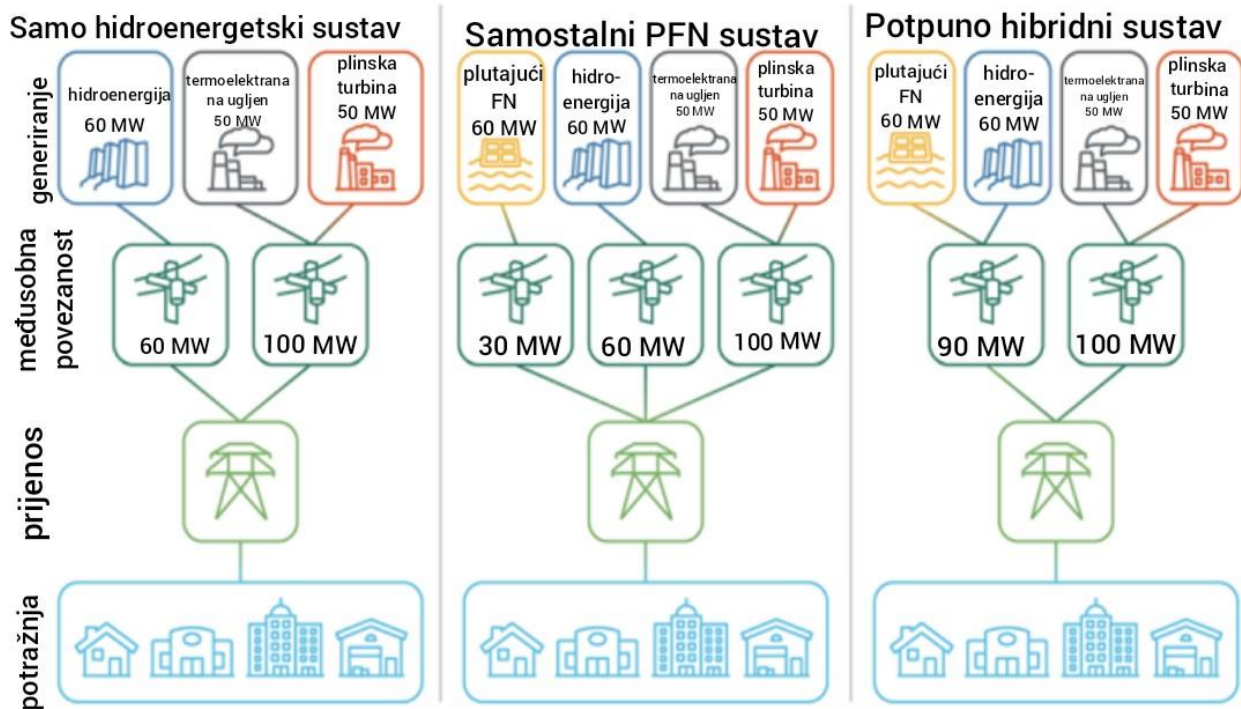 Samo hidroenergetski sustav
Samostalni PFN sustav
Potpuno hibridni sustav
generiranje
hidroenergija
60 MW
termoelektrana
na ugljen
50 MW
plinska
turbina
50 MW
plutajući
FN
60 MW
hidro-
energija
60 MW
termoelektrana
na ugljen
50 MW
plinska
turbina
50 MW
plutajući
FN
60 MW
hidro-
energija
60 MW
termoelektrana
na ugljen
50 MW
plinska
turbina
50 MW
međusobna
povezanost
60 MW
100 MW
30 MW
60 MW
100 MW
90 MW
100 MW
prijenos
potražnja